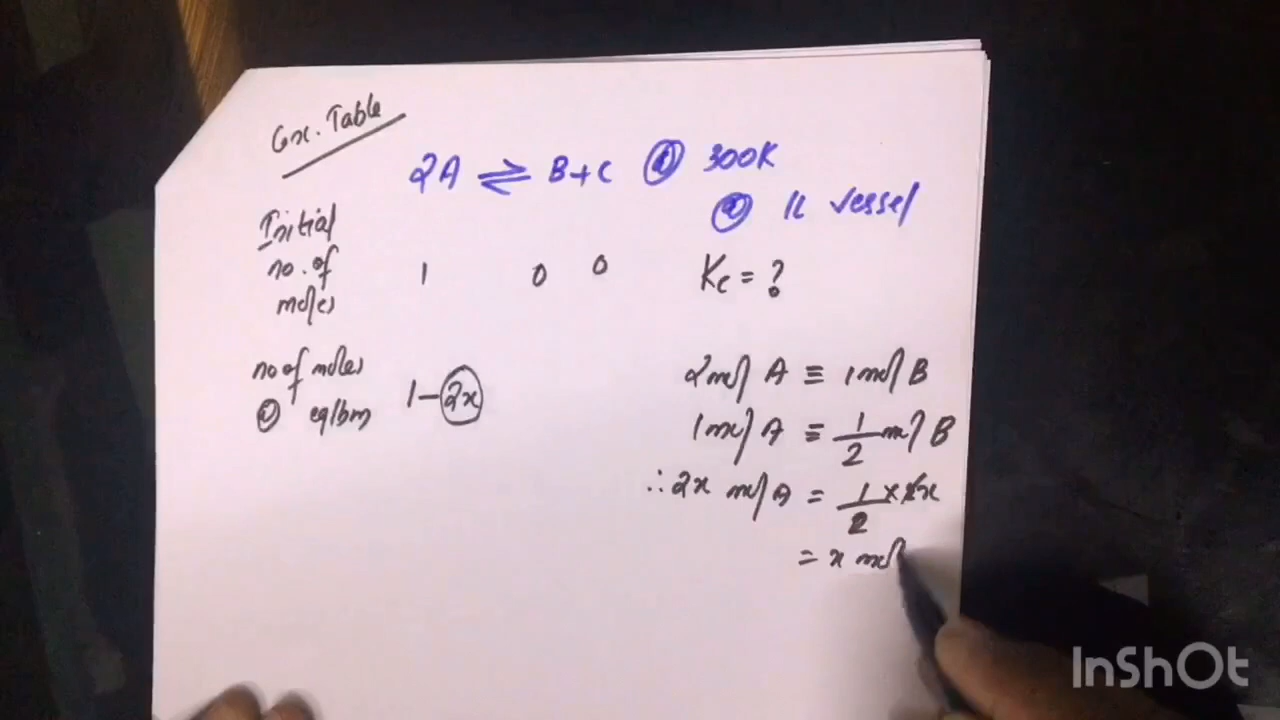 Gx. Table
2A ⇌ B+C @ 300K
@ 1L vessel
Initial
no. of
moles
1 0 0
Kc = ?
no of moles
@ eqlbm
1-2x
2mol A ≡ 1mol B
1mol A ≡ 1/2 mol B
∴ 2x mol A = 1/2 × 2x
= x mol
InShOt